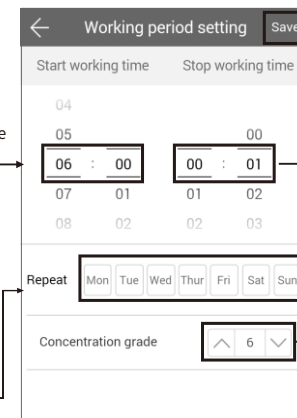 Working period setting Save
Start working time Stop working time
04
05 00
06 : 00 00 : 01
07 01 01 02
08 02 02 03
Repeat Mon Tue Wed Thur Fri Sat Sun
Concentration grade 6